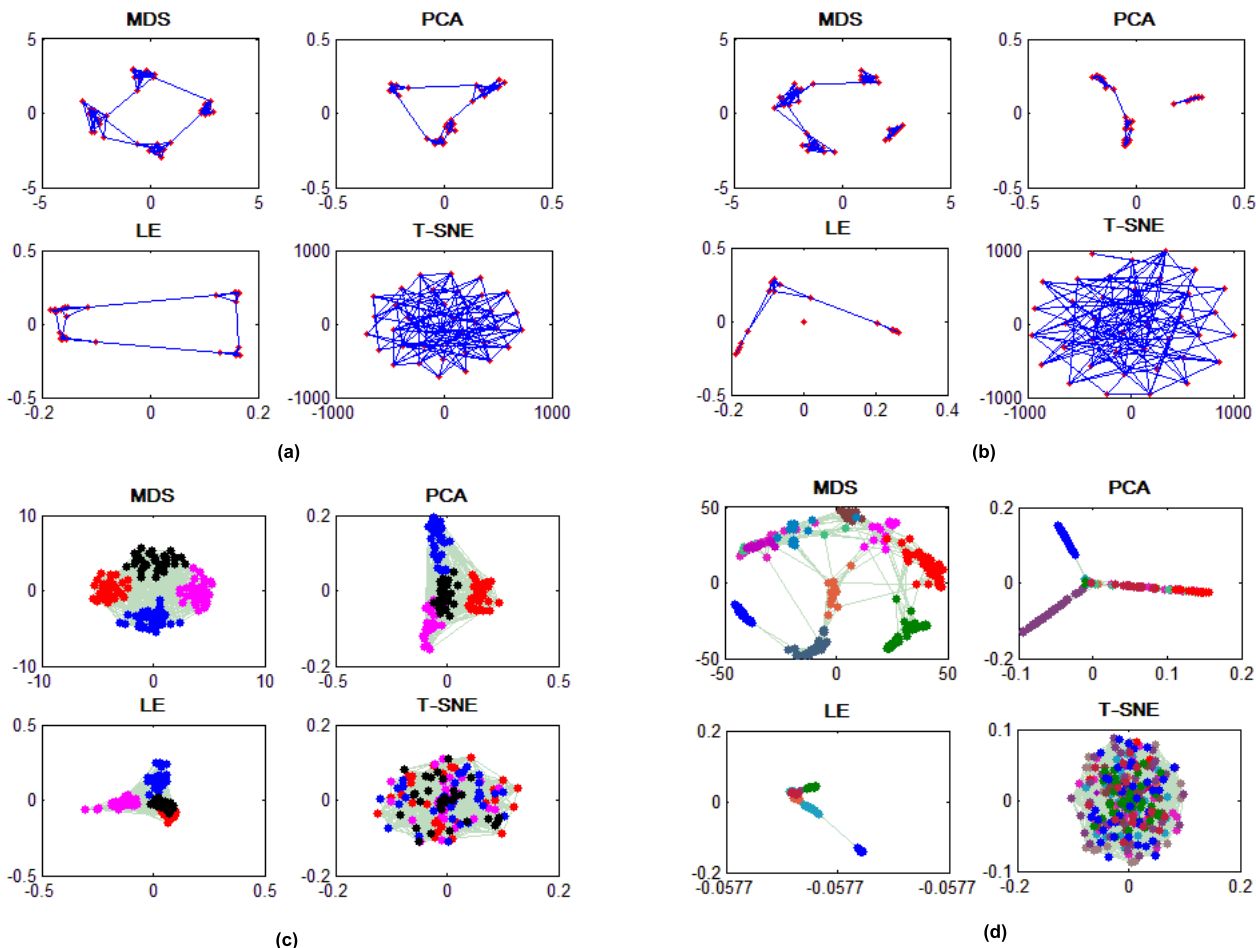 MDS
PCA
5
0
-5
-5 0 5
0.5
0
-0.5
-0.5 0 0.5
LE
T-SNE
0.5
0
-0.5
-0.2 0 0.2
1000
0
-1000
-1000 0 1000
(a)
MDS
PCA
5
0
-5
-5 0 5
0.5
0
-0.5
-0.5 0 0.5
LE
T-SNE
0.5
0
-0.5
-0.2 0 0.2 0.4
1000
0
-1000
-1000 0 1000
(b)
MDS
PCA
10
0
-10
-10 0 10
0.2
0
-0.2
-0.5 0 0.5
LE
T-SNE
0.5
0
-0.5
-0.5 0 0.5
0.2
0
-0.2
-0.2 0 0.2
(c)
MDS
PCA
50
0
-50
-50 0 50
0.2
0
-0.2
-0.1 0 0.1 0.2
LE
T-SNE
0.2
0
-0.2
-0.0577 -0.0577 -0.0577
0.1
0
-0.1
-0.2 0 0.2
(d)